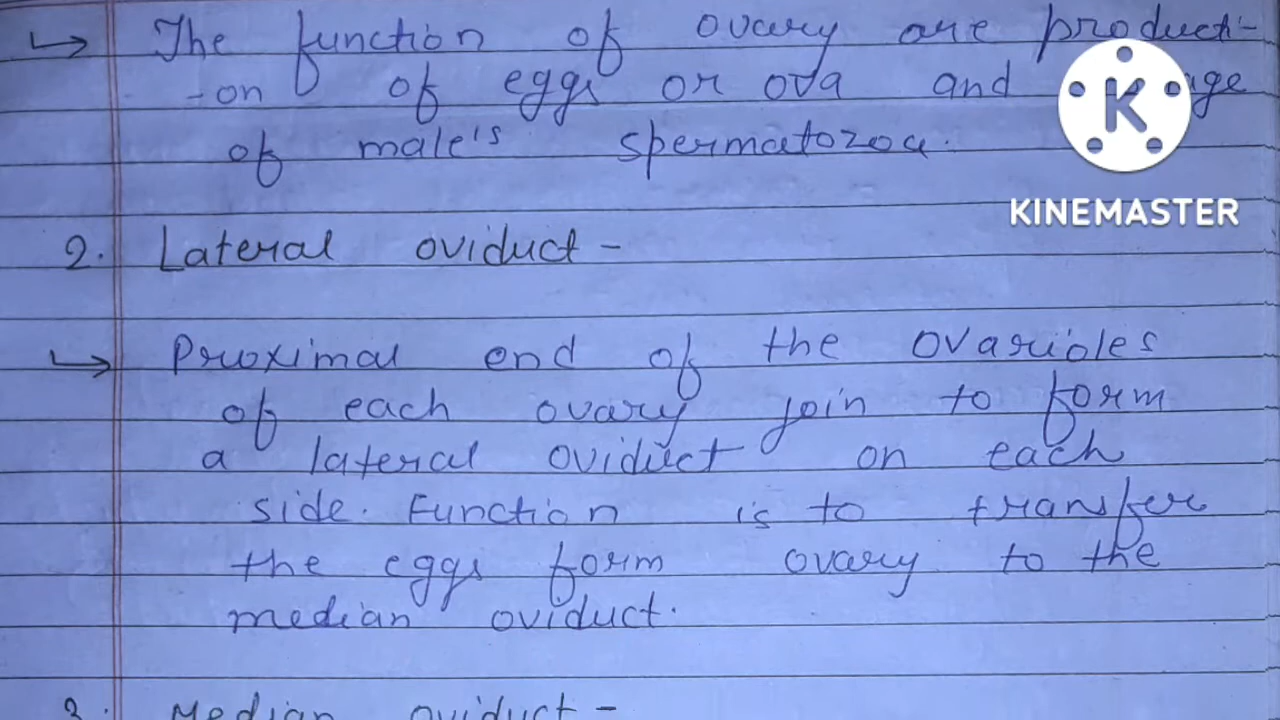 ↳ The function of ovary are producti-
-on of eggs or ova and
of male's spermatozoa.
K
KINEMASTER
2. Lateral oviduct -
↳ Proximal end of the ovarioles
of each ovary join to form
a lateral oviduct on each
side. Function is to transfer
the eggs form ovary to the
median oviduct.
3. Median oviduct -